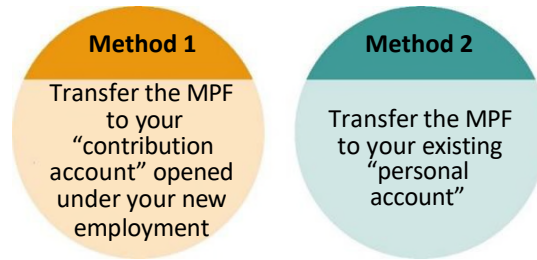 Method 1
Transfer the MPF
to your
“contribution
account” opened
under your new
employment
Method 2
Transfer the MPF
to your existing
“personal
account”